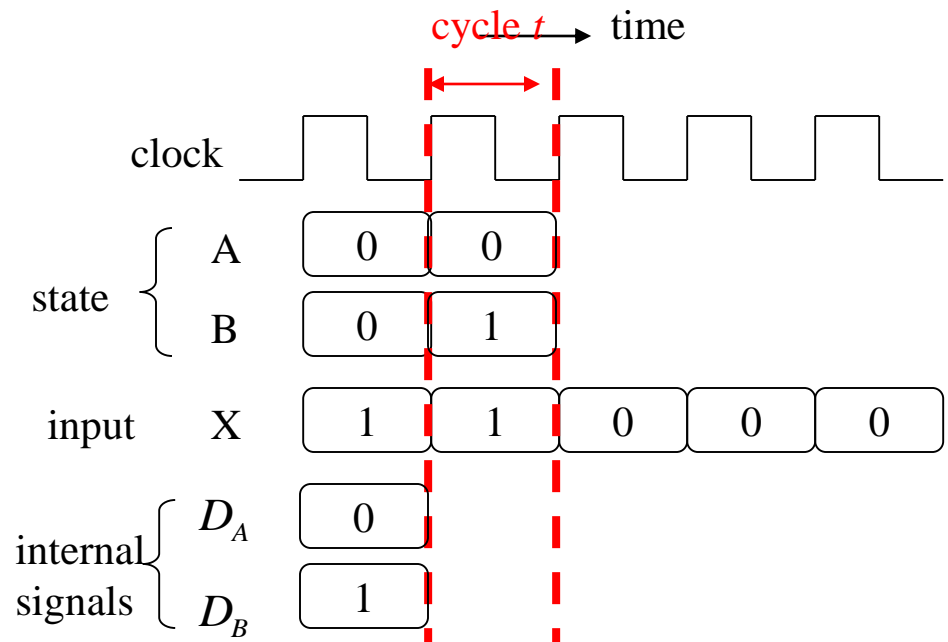 cycle t time
clock
A 0 0
state
B 0 1
input X 1 1 0 0 0
D_A 0
internal
signals
D_B 1